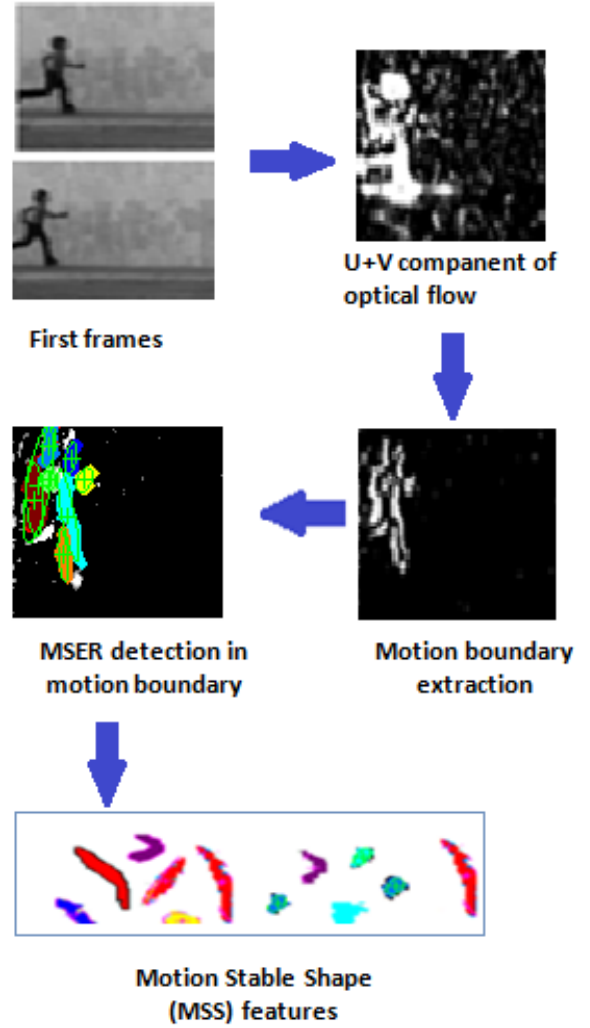 First frames
U+V companent of
optical flow
Motion boundary
extraction
MSER detection in
motion boundary
Motion Stable Shape
(MSS) features